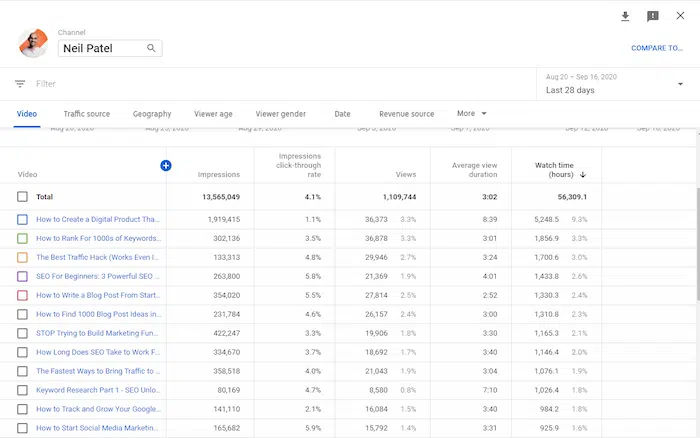 Channel
Neil Patel
COMPARE TO...
Filter
Aug 20 – Sep 16, 2020
Last 28 days
Video Traffic source Geography Viewer age Viewer gender Date Revenue source More
Video Impressions Impressions click-through rate Views Average view duration Watch time (hours)
Total 13,565,049 4.1% 1,109,744 3:02 56,309.1
How to Create a Digital Product Tha... 1,919,415 1.1% 36,373 3.3% 8:39 5,248.5 9.3%
How to Rank For 1000s of Keywords... 302,136 3.5% 36,878 3.3% 3:01 1,856.9 3.3%
The Best Traffic Hack (Works Even I... 133,313 4.8% 29,946 2.7% 3:24 1,700.6 3.0%
SEO For Beginners: 3 Powerful SEO ... 263,800 5.8% 21,369 1.9% 4:01 1,433.8 2.6%
How to Write a Blog Post From Start... 354,020 5.5% 27,814 2.5% 2:52 1,330.3 2.4%
How to Find 1000 Blog Post Ideas in... 231,784 4.6% 26,157 2.4% 3:00 1,310.8 2.3%
STOP Trying to Build Marketing Fun... 422,247 3.3% 19,906 1.8% 3:30 1,165.3 2.1%
How Long Does SEO Take to Work F... 334,670 3.7% 18,692 1.7% 3:40 1,146.4 2.0%
The Fastest Ways to Bring Traffic to ... 358,518 4.0% 21,043 1.9% 3:04 1,076.1 1.9%
Keyword Research Part 1 - SEO Unlo... 80,169 4.7% 8,580 0.8% 7:10 1,026.4 1.8%
How to Track and Grow Your Google... 141,110 2.1% 16,084 1.5% 3:40 984.2 1.8%
How to Start Social Media Marketin... 165,682 5.9% 15,792 1.4% 3:31 925.9 1.6%